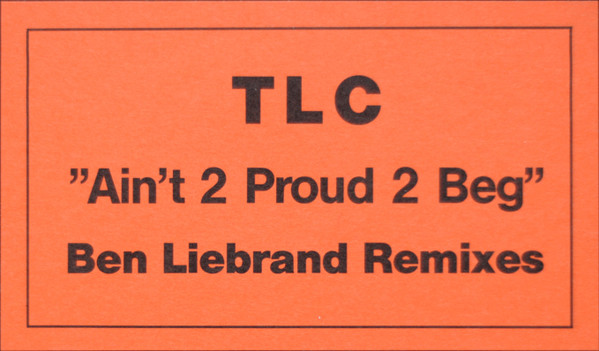 TLC
”Ain't 2 Proud 2 Beg”
Ben Liebrand Remixes